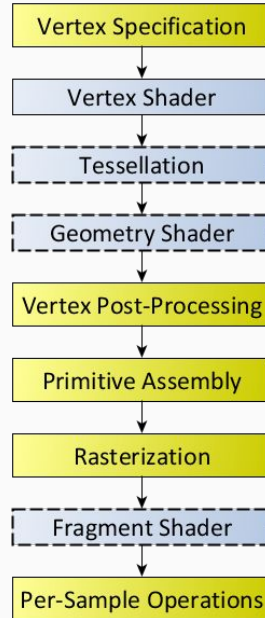 Vertex Specification
Vertex Shader
Tessellation
Geometry Shader
Vertex Post-Processing
Primitive Assembly
Rasterization
Fragment Shader
Per-Sample Operations